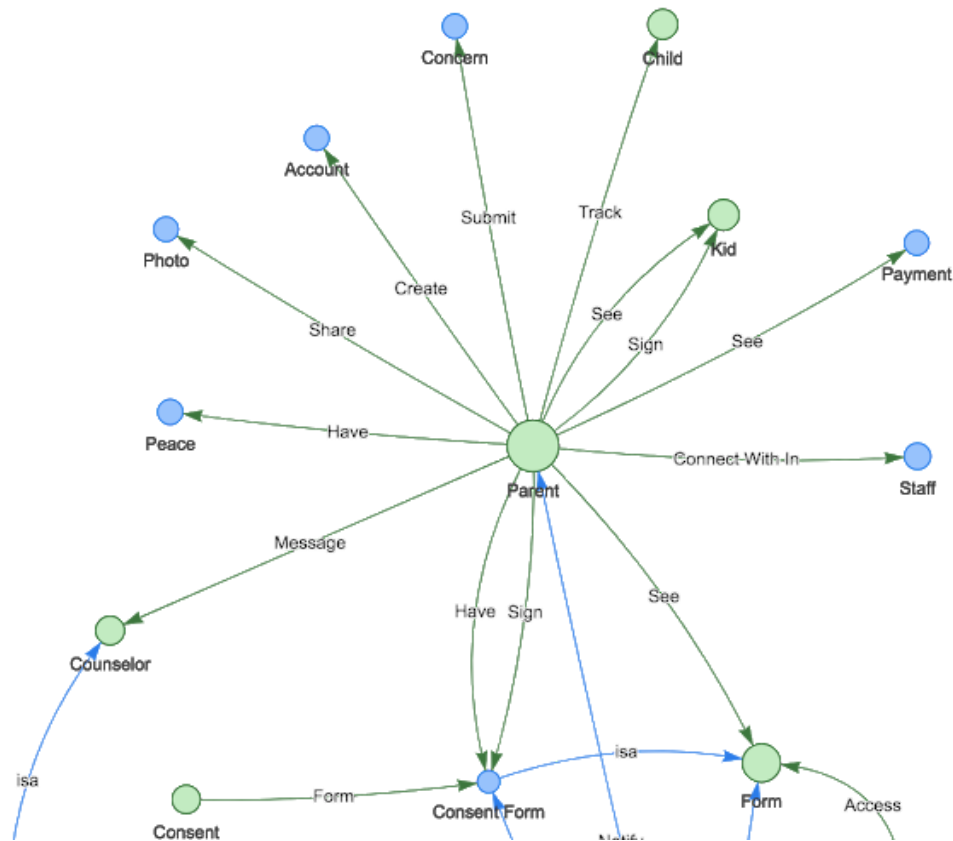 Concern
Child
Account
Submit
Track
Kid
Photo
Payment
Create
See
Share
Sign
See
Have
Peace
Connect-With-In
Staff
Parent
Message
See
Have
Sign
Counselor
isa
isa
Form
Consent Form
Form
Access
Consent
Notify